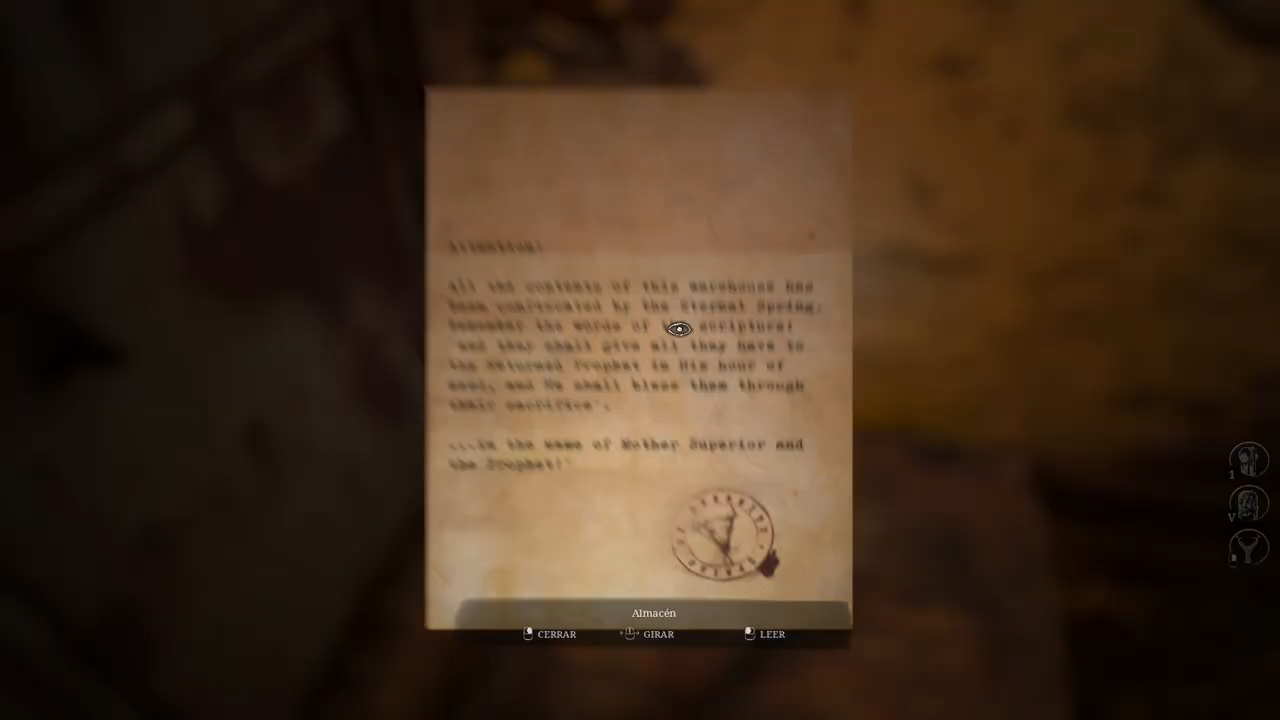 Attention!
all the contents of this warehouse has
been confiscated by the Eternal Spring.
Remember the words of scripture:
"and they shall give all they have to
the Returned Prophet in His hour of
need, and He shall bless them through
their sacrifice".
...in the name of Mother Superior and
the Prophet!"
Almacén
CERRAR GIRAR LEER
1
V